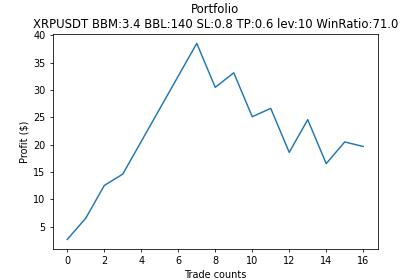 Portfolio
XRPUSDT BBM:3.4 BBL:140 SL:0.8 TP:0.6 lev:10 WinRatio:71.0
40
35
30
25
20
15
10
5
Profit ($)
0 2 4 6 8 10 12 14 16
Trade counts